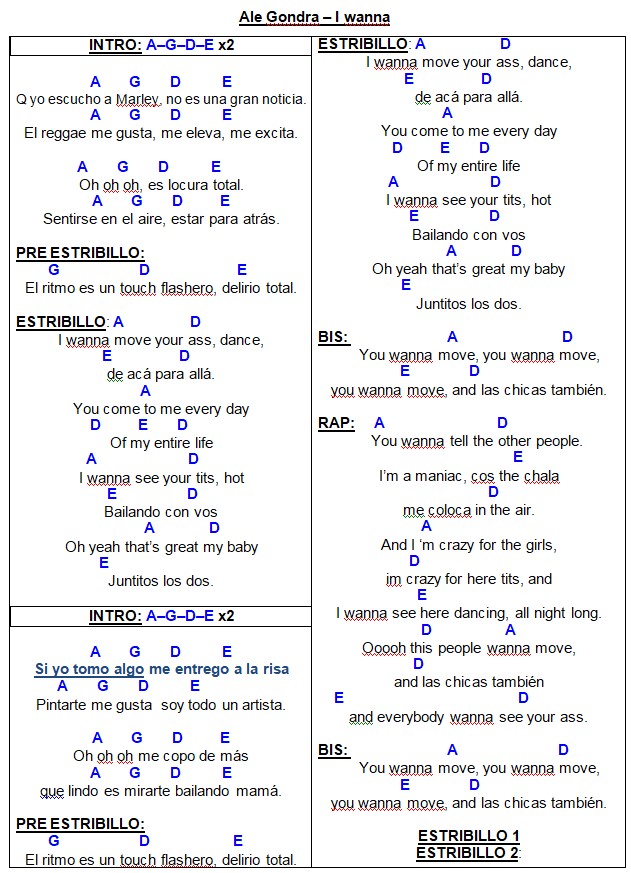 Ale Gondra – I wanna
INTRO: A–G–D–E x2
A G D E
Q yo escucho a Marley, no es una gran noticia.
A G D E
El reggae me gusta, me eleva, me excita.
A G D E
Oh oh oh, es locura total.
A G D E
Sentirse en el aire, estar para atrás.
PRE ESTRIBILLO:
G D E
El ritmo es un touch flashero, delirio total.
ESTRIBILLO: A D
I wanna move your ass, dance,
E D
de acá para allá.
A
You come to me every day
D E D
Of my entire life
A D
I wanna see your tits, hot
E D
Bailando con vos
A D
Oh yeah that’s great my baby
E
Juntitos los dos.
INTRO: A–G–D–E x2
A G D E
Si yo tomo algo me entrego a la risa
A G D E
Pintarte me gusta soy todo un artista.
A G D E
Oh oh oh me copo de más
A G D E
que lindo es mirarte bailando mamá.
PRE ESTRIBILLO:
G D E
El ritmo es un touch flashero, delirio total.
ESTRIBILLO: A D
I wanna move your ass, dance,
E D
de acá para allá.
A
You come to me every day
D E D
Of my entire life
A D
I wanna see your tits, hot
E D
Bailando con vos
A D
Oh yeah that’s great my baby
E
Juntitos los dos.
BIS: A D
You wanna move, you wanna move,
E D
you wanna move, and las chicas también.
RAP: A D
You wanna tell the other people.
E
I’m a maniac, cos the chala
D
me coloca in the air.
A
And I ‘m crazy for the girls,
D
im crazy for here tits, and
E
I wanna see here dancing, all night long.
D A
Ooooh this people wanna move,
D
and las chicas también
E D
and everybody wanna see your ass.
BIS: A D
You wanna move, you wanna move,
E D
you wanna move, and las chicas también.
ESTRIBILLO 1
ESTRIBILLO 2: